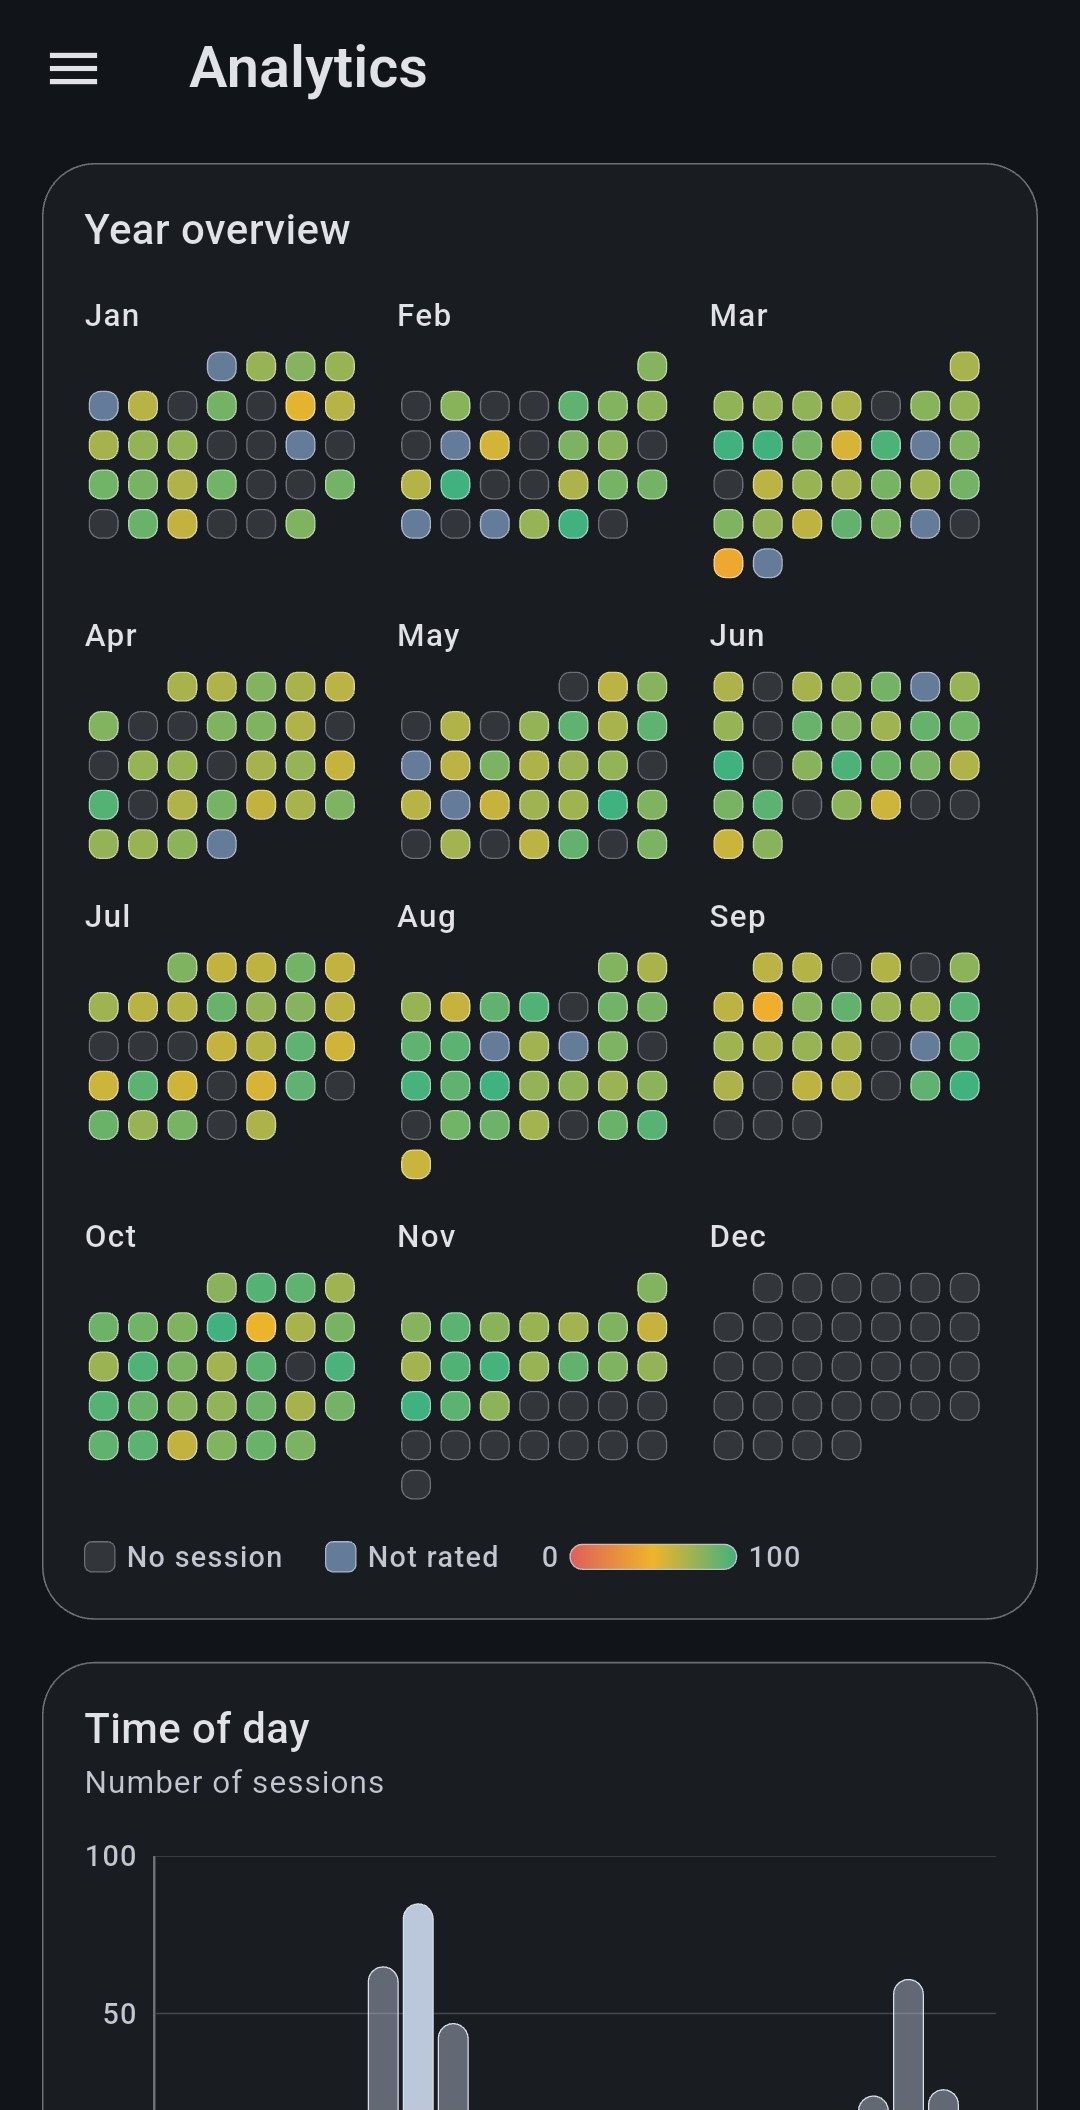 Analytics
Year overview
Jan Feb Mar
Apr May Jun
Jul Aug Sep
Oct Nov Dec
No session Not rated 0 100
Time of day
Number of sessions
100
50